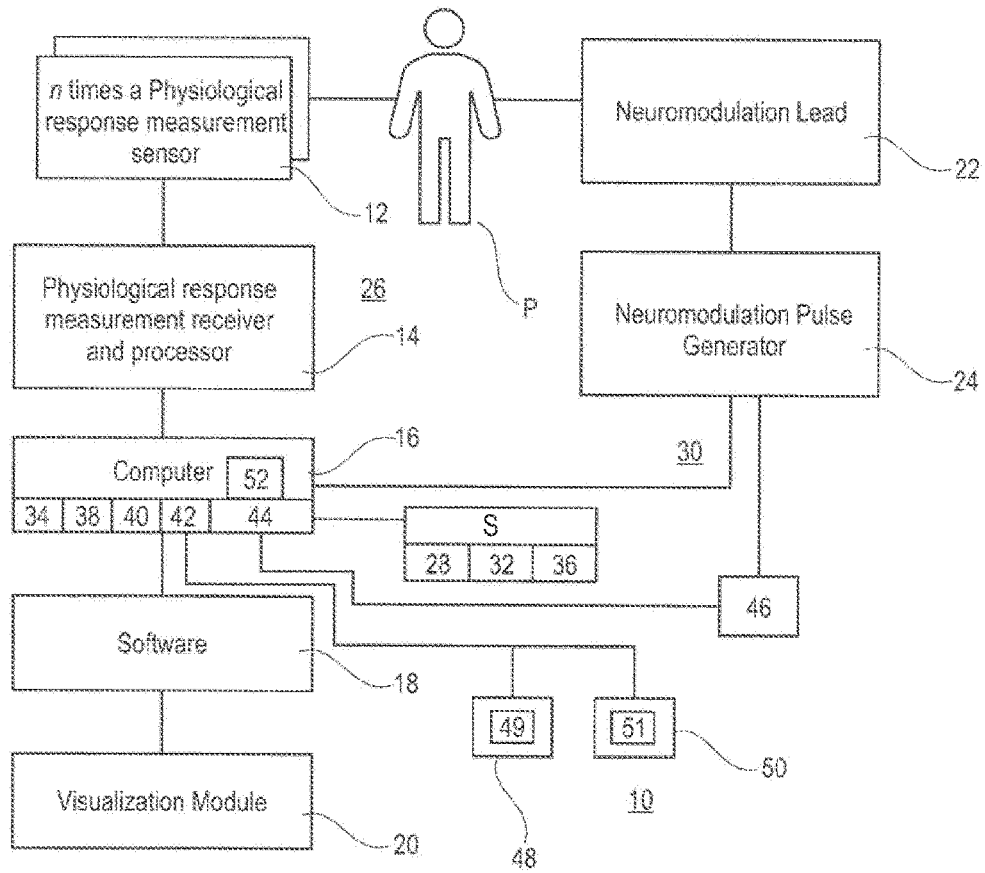 n times a Physiological
response measurement
sensor
12
P
Neuromodulation Lead
22
Physiological response
measurement receiver
and processor
14
26
Neuromodulation Pulse
Generator
24
16
Computer
52
34 38 40 42 44
30
S
28 32 36
46
Software
18
49
48
51
50
10
Visualization Module
20